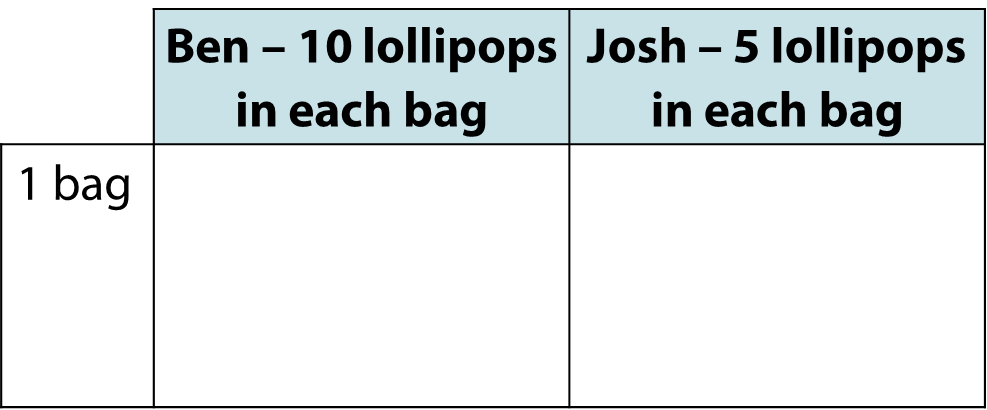 Ben – 10 lollipops
in each bag
Josh – 5 lollipops
in each bag
1 bag